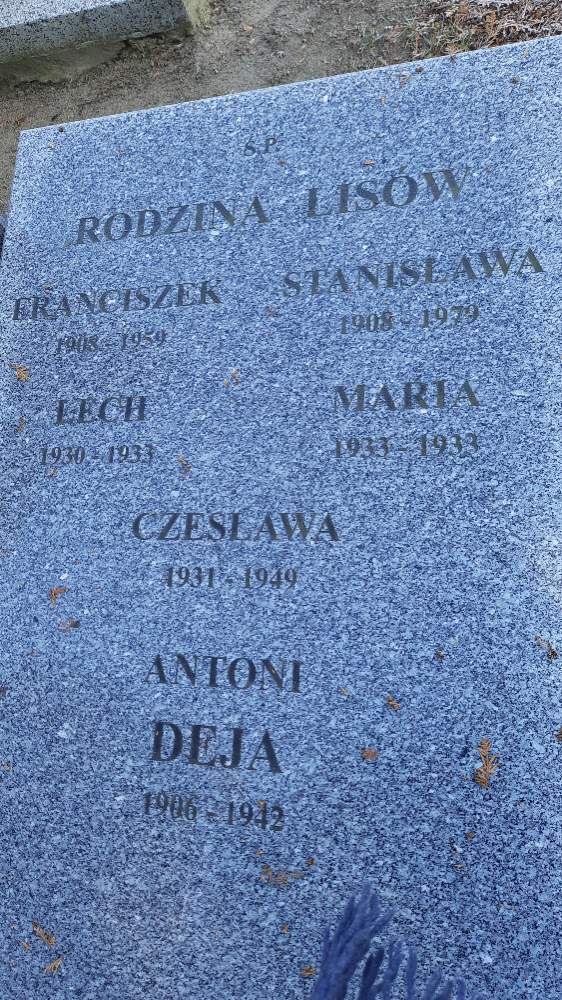 Ś.P.
RODZINA LISÓW
FRANCISZEK STANISŁAWA
1908 - 1959 1908 - 1979
LECH MARIA
1930 - 1933 1933 - 1933
CZESŁAWA
1931 - 1949
ANTONI
DEJA
1906 - 1942